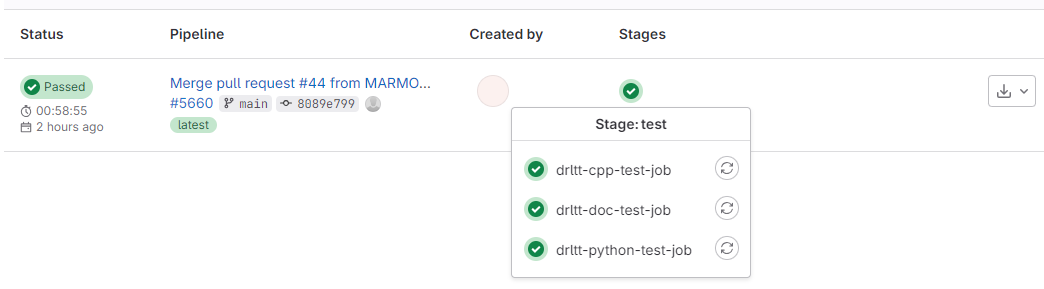 Status Pipeline Created by Stages
Passed
00:58:55
2 hours ago
Merge pull request #44 from MARMO...
#5660 main 8089e799
latest
Stage: test
drltt-cpp-test-job
drltt-doc-test-job
drltt-python-test-job